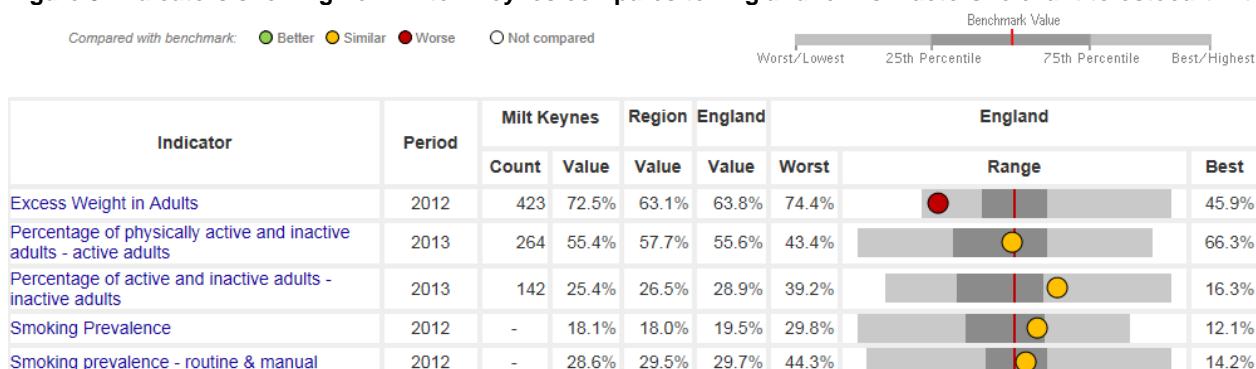 Compared with benchmark: Better Similar Worse Not compared
Benchmark Value
Worst/Lowest 25th Percentile 75th Percentile Best/Highest
Indicator Period Milt Keynes Region England England
Count Value Value Value Worst Range Best
Excess Weight in Adults 2012 423 72.5% 63.1% 63.8% 74.4% 45.9%
Percentage of physically active and inactive
adults - active adults 2013 264 55.4% 57.7% 55.6% 43.4% 66.3%
Percentage of active and inactive adults -
inactive adults 2013 142 25.4% 26.5% 28.9% 39.2% 16.3%
Smoking Prevalence 2012 - 18.1% 18.0% 19.5% 29.8% 12.1%
Smoking prevalence - routine & manual 2012 - 28.6% 29.5% 29.7% 44.3% 14.2%